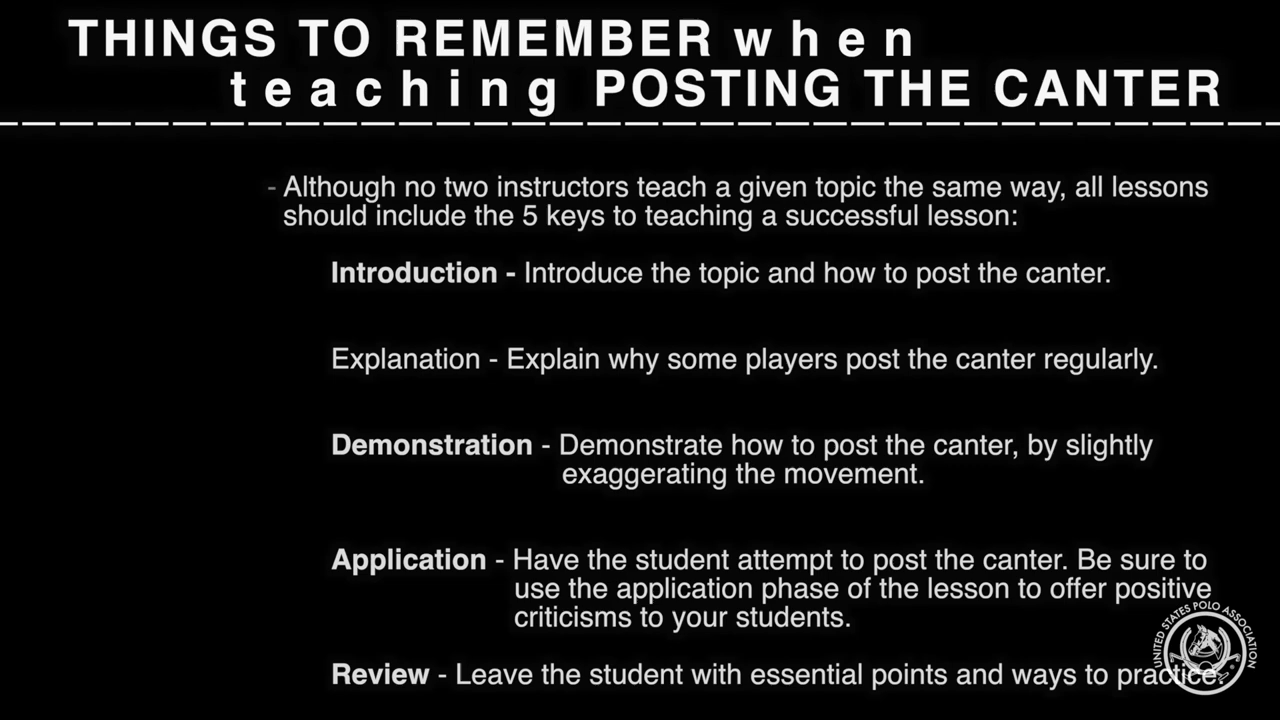 THINGS TO REMEMBER when
teaching POSTING THE CANTER
- Although no two instructors teach a given topic the same way, all lessons
should include the 5 keys to teaching a successful lesson:
Introduction - Introduce the topic and how to post the canter.
Explanation - Explain why some players post the canter regularly.
Demonstration - Demonstrate how to post the canter, by slightly
exaggerating the movement.
Application - Have the student attempt to post the canter. Be sure to
use the application phase of the lesson to offer positive
criticisms to your students.
Review - Leave the student with essential points and ways to practice.
UNITED STATES POLO ASSOCIATION